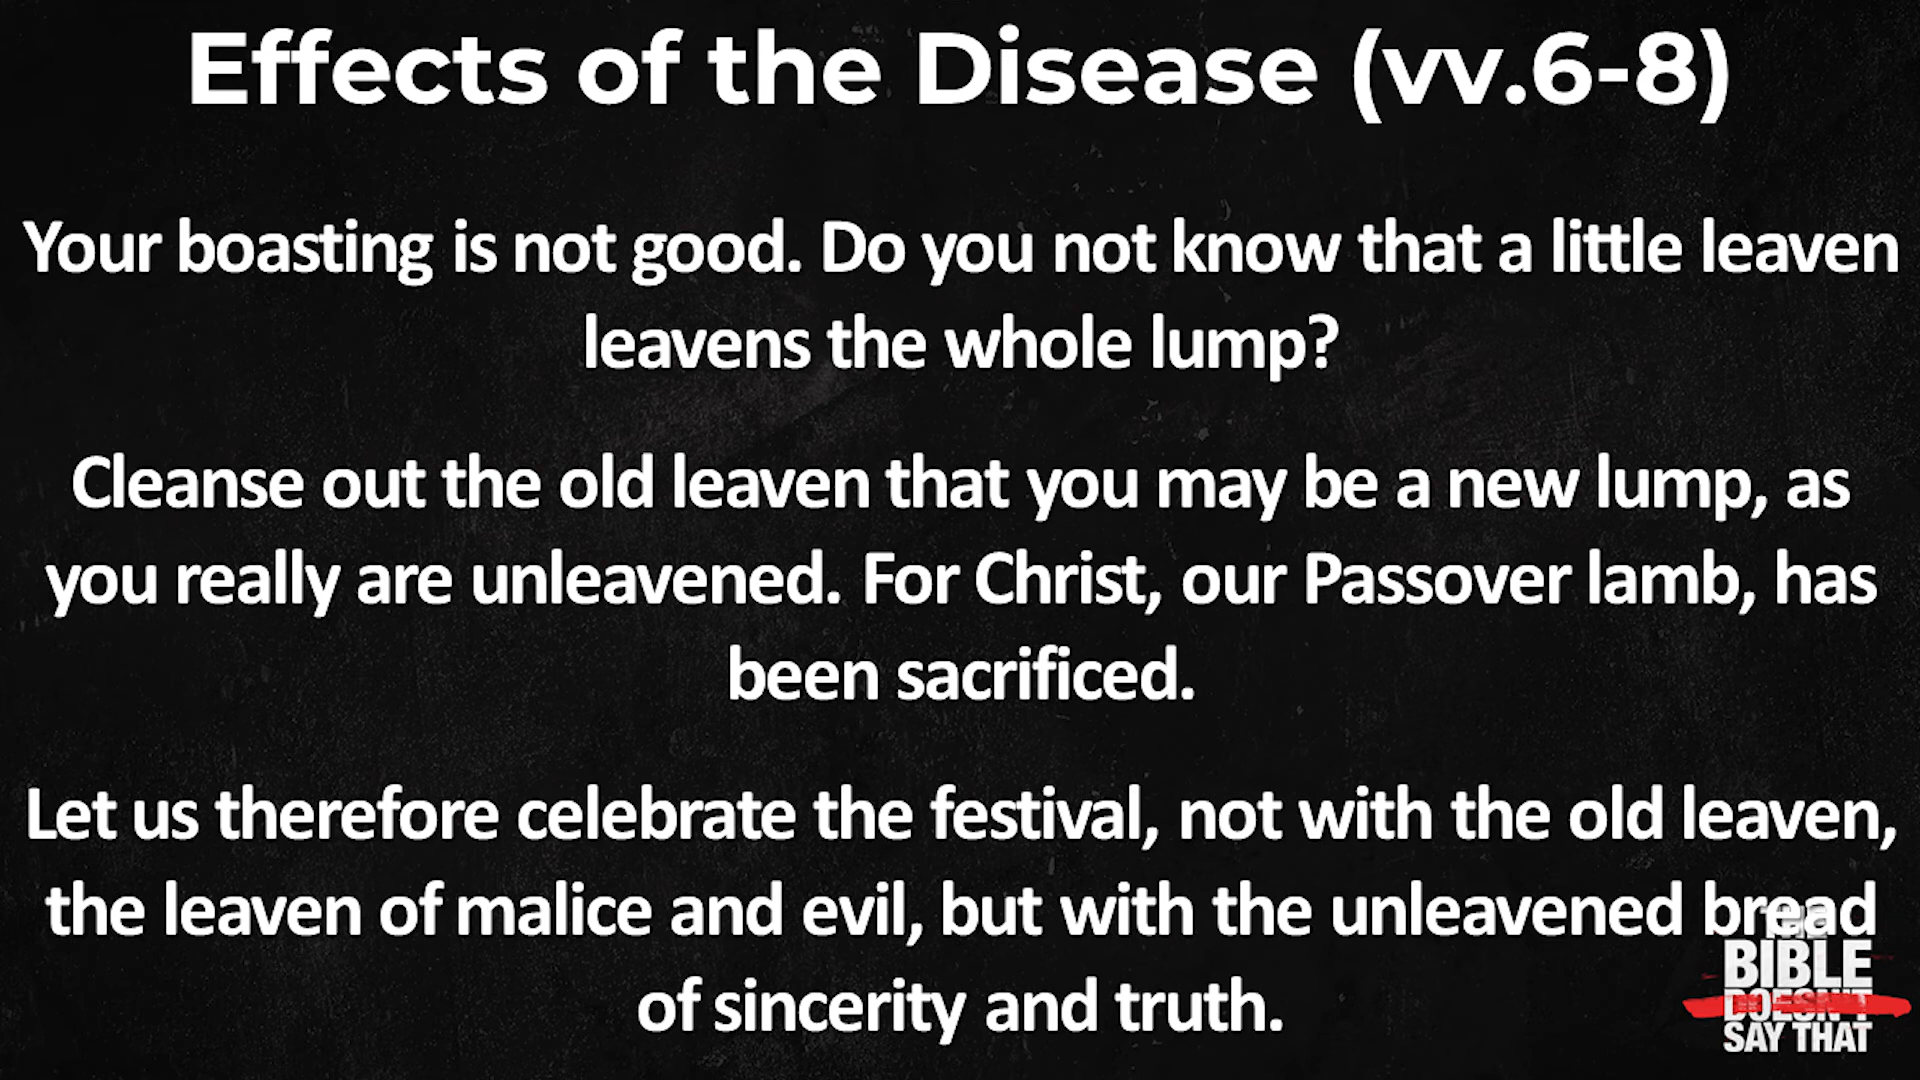 Effects of the Disease (vv.6-8)
Your boasting is not good. Do you not know that a little leaven
leavens the whole lump?
Cleanse out the old leaven that you may be a new lump, as
you really are unleavened. For Christ, our Passover lamb, has
been sacrificed.
Let us therefore celebrate the festival, not with the old leaven,
the leaven of malice and evil, but with the unleavened bread
of sincerity and truth.
THE
BIBLE
DOESN'T
SAY THAT